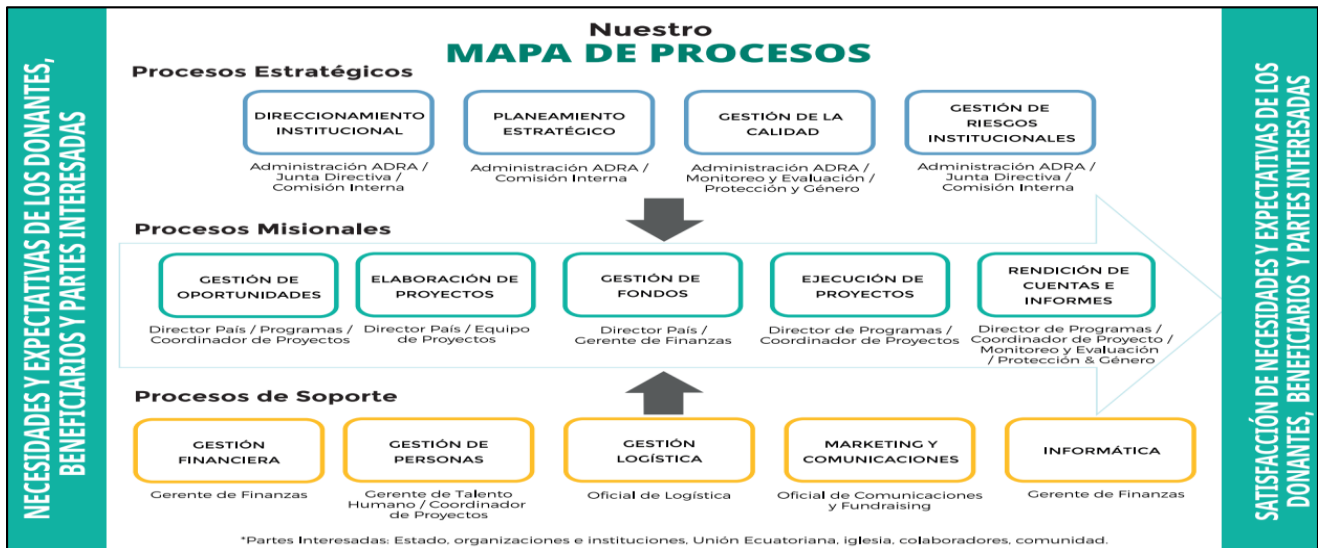 NECESIDADES Y EXPECTATIVAS DE LOS DONANTES,
BENEFICIARIOS Y PARTES INTERESADAS
Nuestro
MAPA DE PROCESOS
Procesos Estratégicos
DIRECCIONAMIENTO
INSTITUCIONAL
Administración ADRA /
Junta Directiva /
Comisión Interna
PLANEAMIENTO
ESTRATÉGICO
Administración ADRA /
Comisión Interna
GESTIÓN DE LA
CALIDAD
Administración ADRA /
Monitoreo y Evaluación /
Protección y Género
GESTIÓN DE
RIESGOS
INSTITUCIONALES
Administración ADRA /
Junta Directiva /
Comisión Interna
Procesos Misionales
GESTIÓN DE
OPORTUNIDADES
Director País / Programas /
Coordinador de Proyectos
ELABORACIÓN DE
PROYECTOS
Director País / Equipo
de Proyectos
GESTIÓN DE
FONDOS
Director País /
Gerente de Finanzas
EJECUCIÓN DE
PROYECTOS
Director de Programas /
Coordinador de Proyectos
RENDICIÓN DE
CUENTAS E
INFORMES
Director de Programas /
Coordinador de Proyecto /
Monitoreo y Evaluación
/ Protección & Género
Procesos de Soporte
GESTIÓN
FINANCIERA
Gerente de Finanzas
GESTIÓN DE
PERSONAS
Gerente de Talento
Humano / Coordinador
de Proyectos
GESTIÓN
LOGÍSTICA
Oficial de Logística
MARKETING Y
COMUNICACIONES
Oficial de Comunicaciones
y Fundraising
INFORMÁTICA
Gerente de Finanzas
*Partes Interesadas: Estado, organizaciones e instituciones, Unión Ecuatoriana, iglesia, colaboradores, comunidad.
SATISFACCIÓN DE NECESIDADES Y EXPECTATIVAS DE LOS
DONANTES, BENEFICIARIOS Y PARTES INTERESADAS